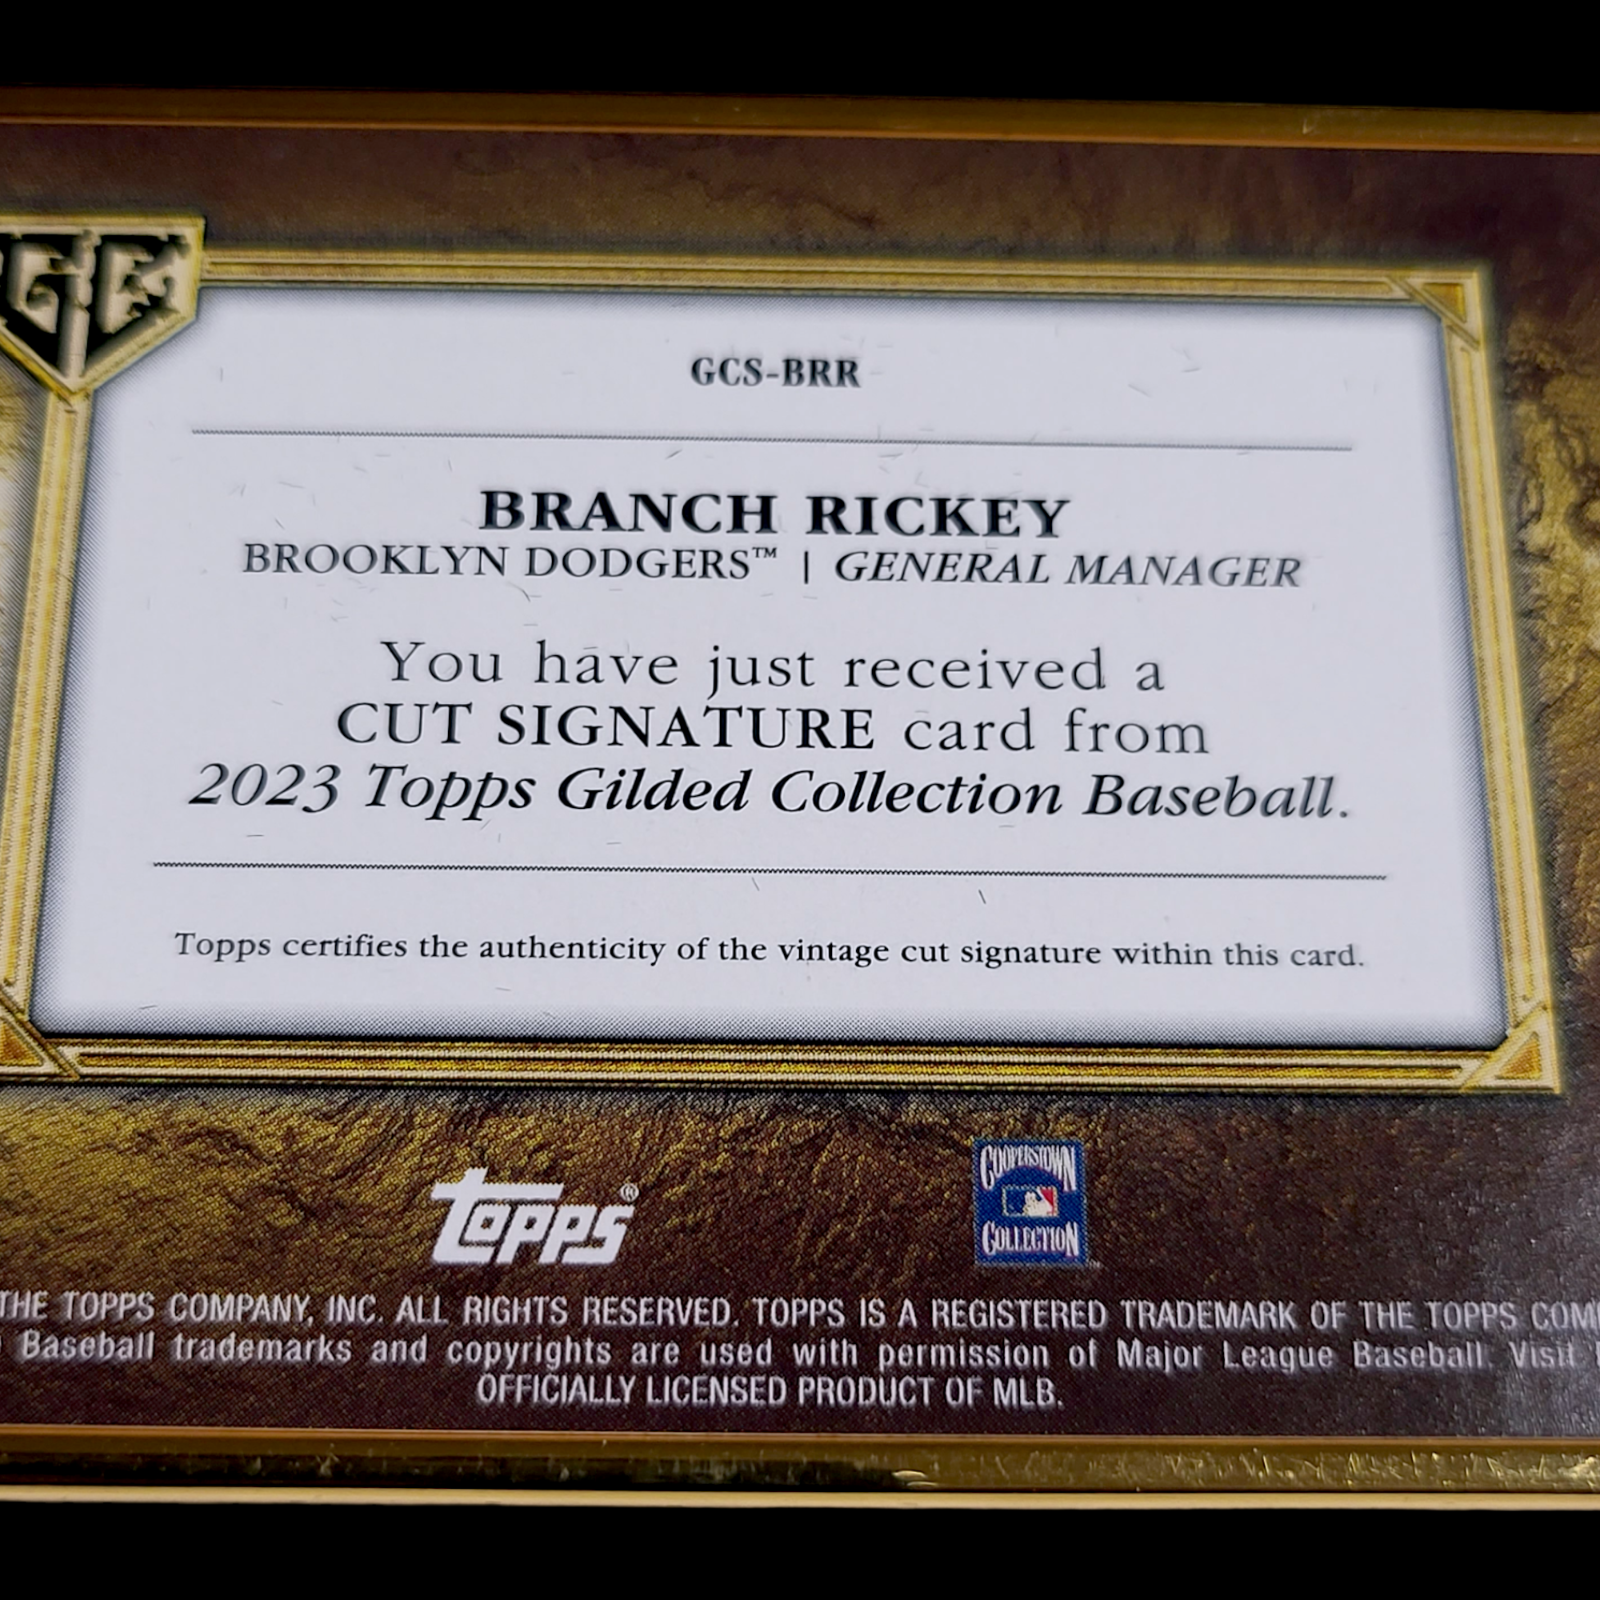 GC
GCS-BRR
BRANCH RICKEY
BROOKLYN DODGERS™ | GENERAL MANAGER
You have just received a
CUT SIGNATURE card from
2023 Topps Gilded Collection Baseball.
Topps certifies the authenticity of the vintage cut signature within this card.
Topps®
COOPERSTOWN
COLLECTION
THE TOPPS COMPANY, INC. ALL RIGHTS RESERVED. TOPPS IS A REGISTERED TRADEMARK OF THE TOPPS
Baseball trademarks and copyrights are used with permission of Major League Baseball. Visit
OFFICIALLY LICENSED PRODUCT OF MLB.